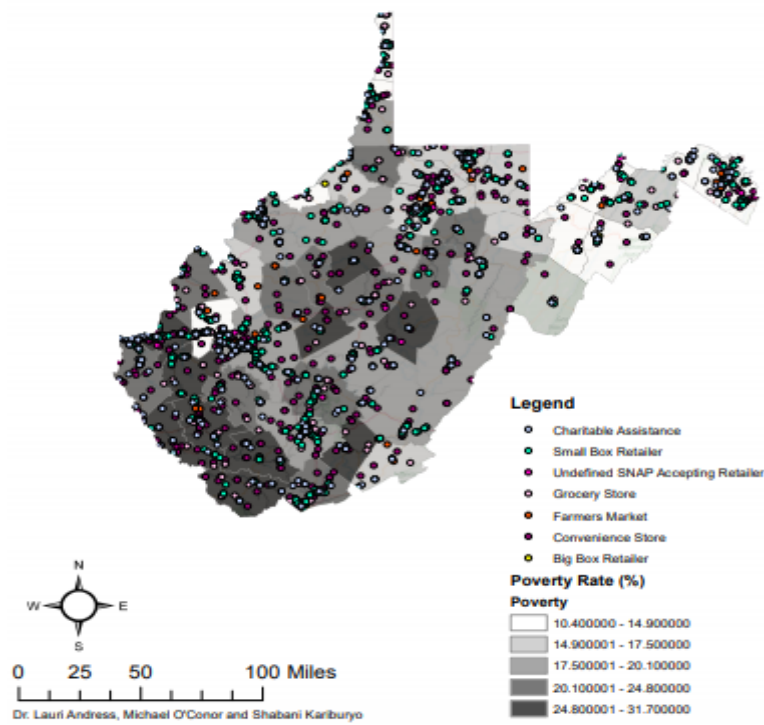 Legend
Charitable Assistance
Small Box Retailer
Undefined SNAP Accepting Retailer
Grocery Store
Farmers Market
Convenience Store
Big Box Retailer
Poverty Rate (%)
Poverty
10.400000 - 14.900000
14.900001 - 17.500000
17.500001 - 20.100000
20.100001 - 24.800000
24.800001 - 31.700000
N
W E
S
0 25 50 100 Miles
Dr. Lauri Andress, Michael O'Conor and Shabani Kariburyo